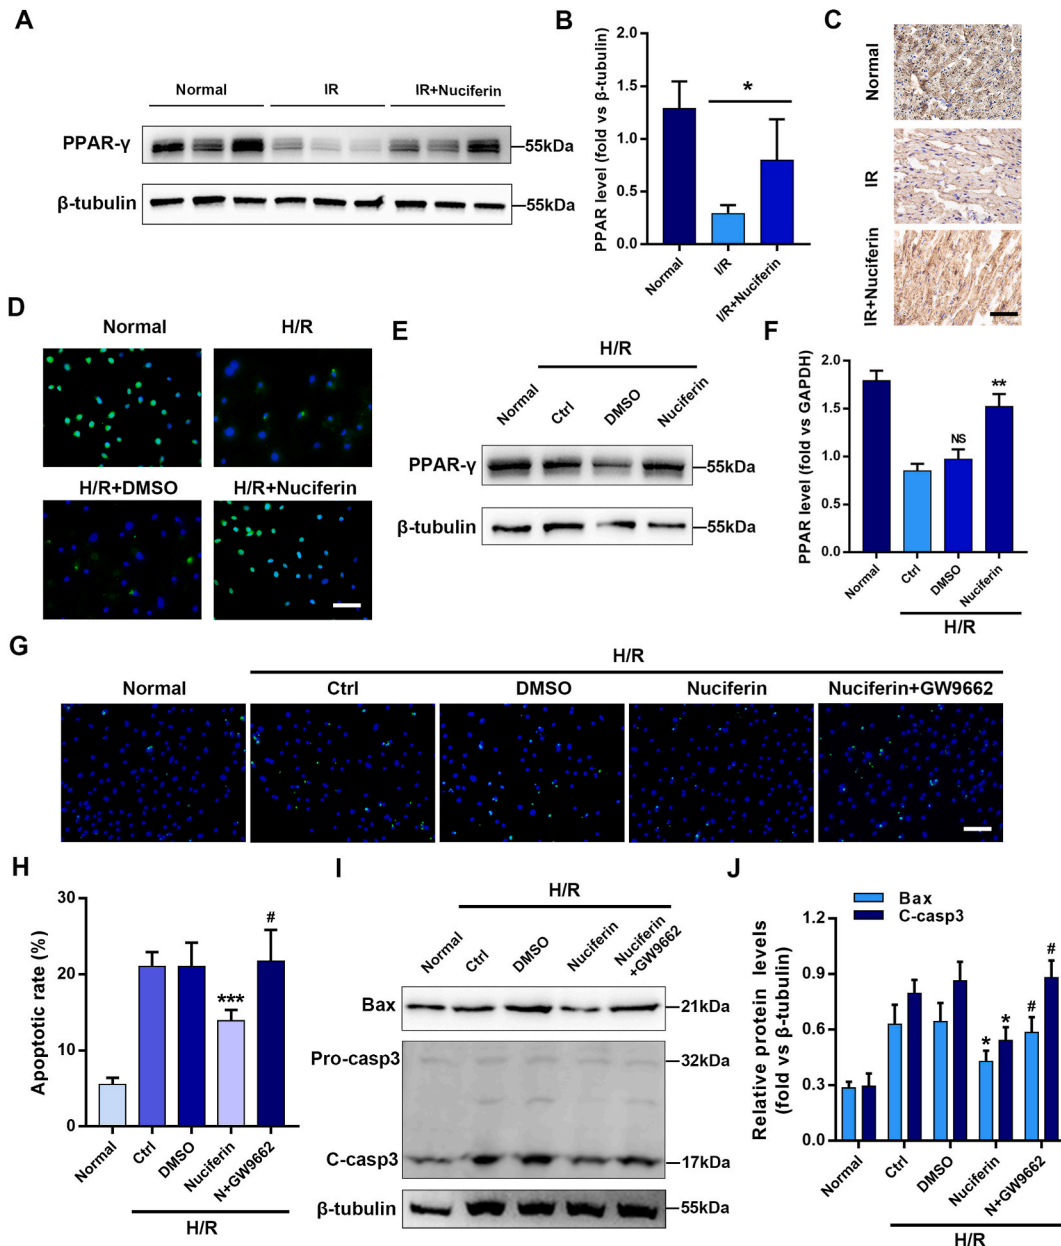 A
Normal
IR
IR+Nuciferin
PPAR-γ
55kDa
β-tubulin
55kDa
B
PPAR level (fold vs β-tubulin)
1.8
1.2
0.6
0.0
*
Normal
I/R
I/R+Nuciferin
C
Normal
IR
IR+Nuciferin
D
Normal
H/R
H/R+DMSO
H/R+Nuciferin
E
H/R
Normal
Ctrl
DMSO
Nuciferin
PPAR-γ
55kDa
β-tubulin
55kDa
F
PPAR level (fold vs GAPDH)
2.0
1.5
1.0
0.5
0.0
NS
**
Normal
Ctrl
DMSO
Nuciferin
H/R
G
H/R
Normal
Ctrl
DMSO
Nuciferin
Nuciferin+GW9662
H
Apoptotic rate (%)
30
20
10
0
***
#
Normal
Ctrl
DMSO
Nuciferin
N+GW9662
H/R
I
H/R
Normal
Ctrl
DMSO
Nuciferin
Nuciferin
+GW9662
Bax
21kDa
Pro-casp3
32kDa
C-casp3
17kDa
β-tubulin
55kDa
J
Bax
C-casp3
Relative protein levels
(fold vs β-tubulin)
1.2
0.9
0.6
0.3
0.0
*
*
#
#
Normal
Ctrl
DMSO
Nuciferin
N+GW9662
H/R